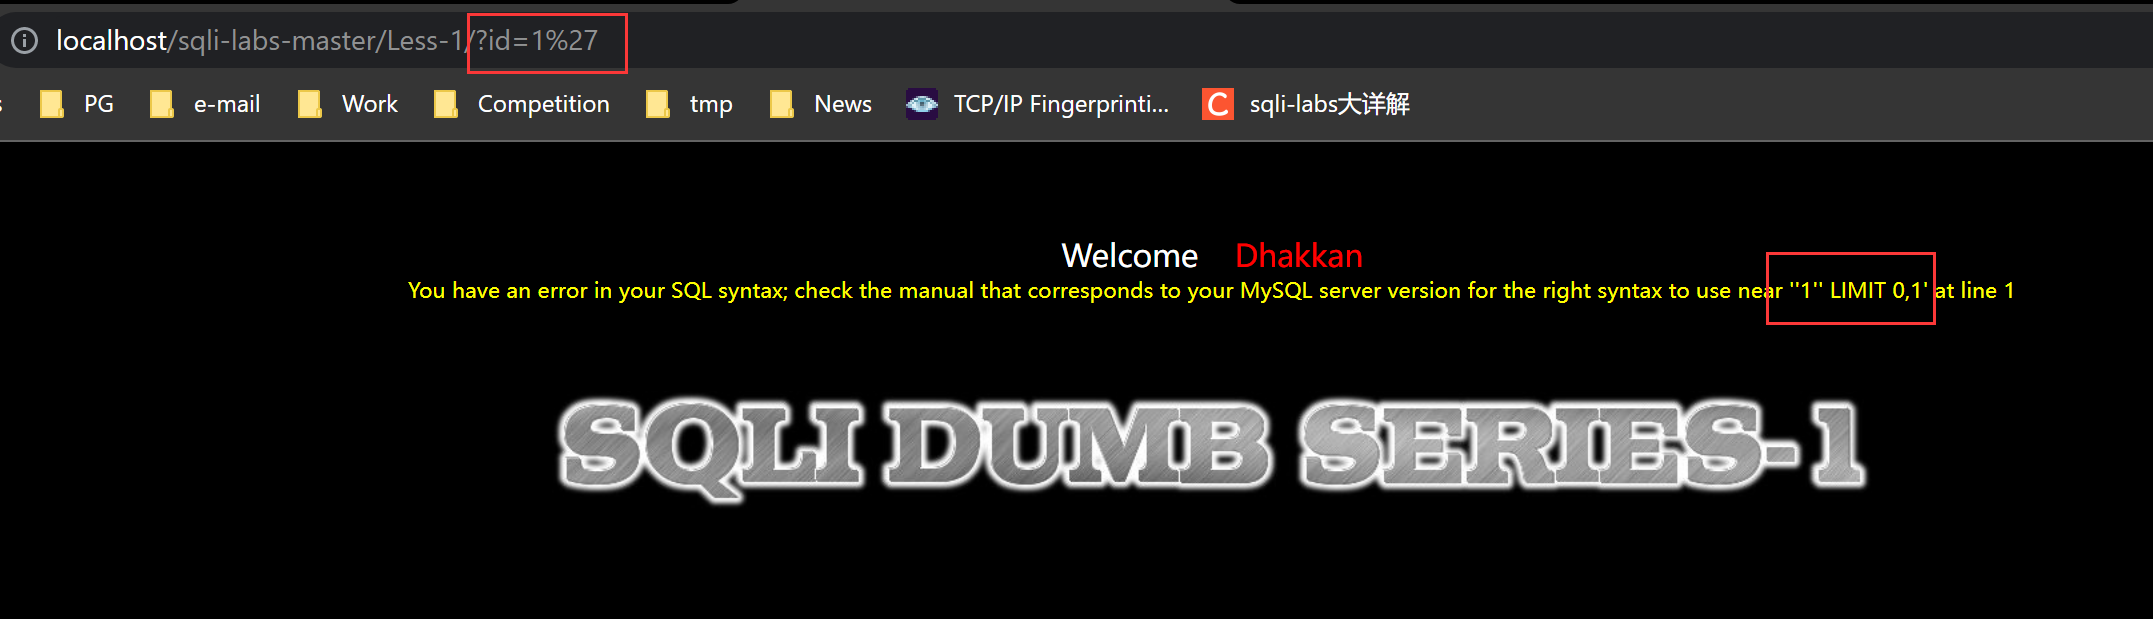 localhost/sqli-labs-master/Less-1/?id=1%27
s PG e-mail Work Competition tmp News TCP/IP Fingerprinti... C sqli-labs大详解
Welcome Dhakkan
You have an error in your SQL syntax; check the manual that corresponds to your MySQL server version for the right syntax to use near ''1'' LIMIT 0,1' at line 1
SQLI DUMB SERIES-1